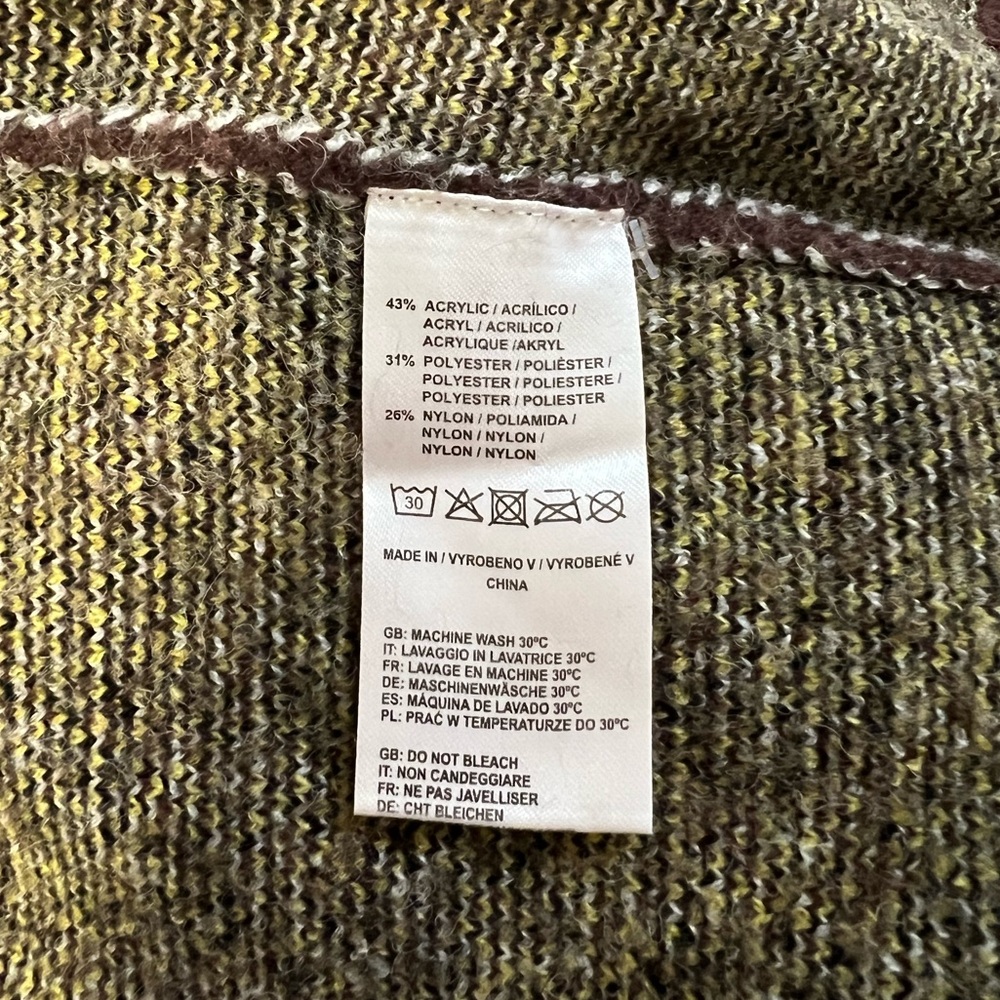 43% ACRYLIC / ACRÍLICO /
ACRYL / ACRILICO /
ACRYLIQUE /AKRYL
31% POLYESTER / POLIÉSTER /
POLYESTER / POLIESTERE /
POLYESTER / POLIESTER
26% NYLON / POLIAMIDA /
NYLON / NYLON /
NYLON / NYLON
30
MADE IN / VYROBENO V / VYROBENÉ V
CHINA
GB: MACHINE WASH 30ºC
IT: LAVAGGIO IN LAVATRICE 30ºC
FR: LAVAGE EN MACHINE 30ºC
DE: MASCHINENWÄSCHE 30ºC
ES: MÁQUINA DE LAVADO 30ºC
PL: PRAĆ W TEMPERATURZE DO 30ºC
GB: DO NOT BLEACH
IT: NON CANDEGGIARE
FR: NE PAS JAVELLISER
DE: CHT BLEICHEN